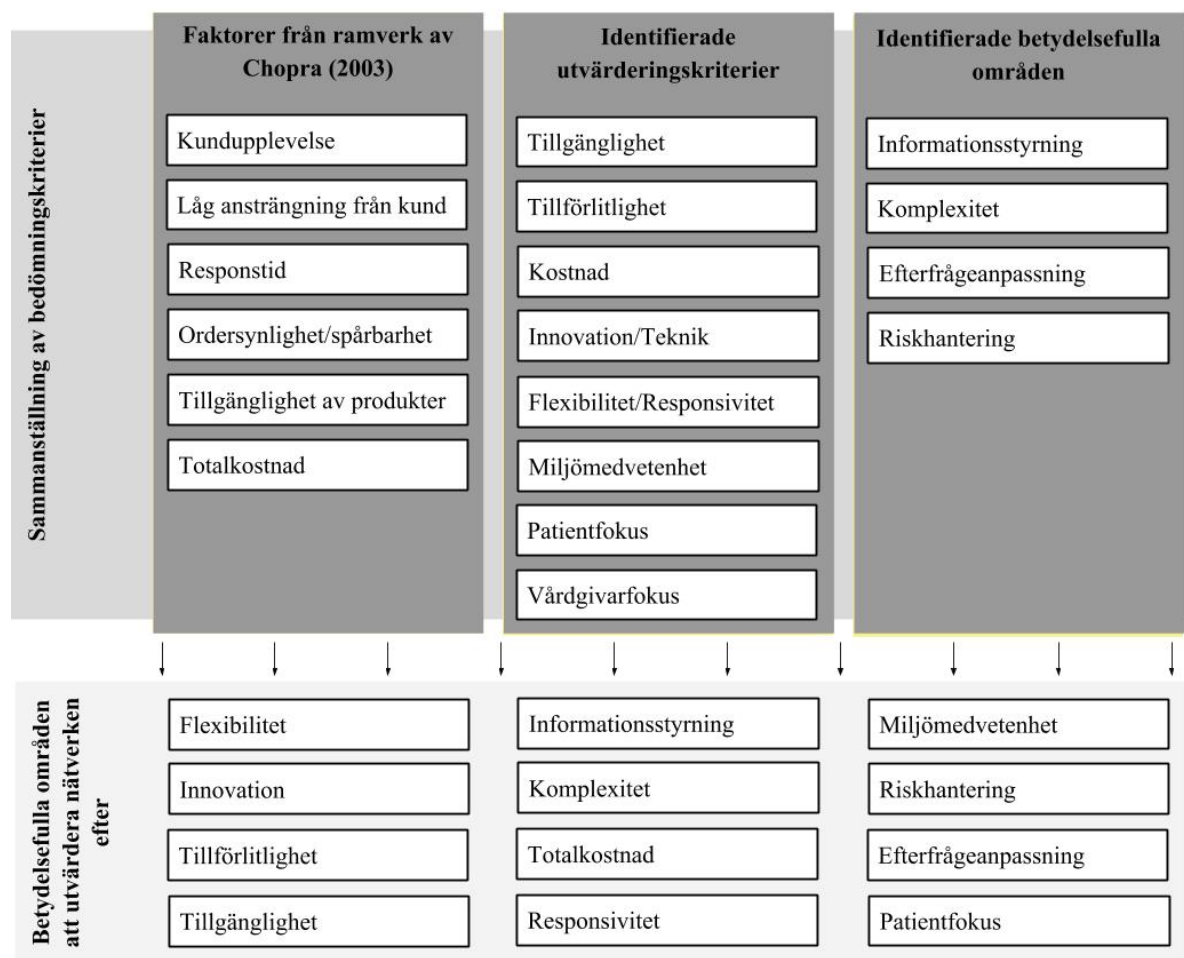 Faktorer från ramverk av
Chopra (2003)
Identifierade
utvärderingskriterier
Identifierade betydelsefulla
områden
Sammanställning av bedömningskriterier
Kundupplevelse
Låg ansträngning från kund
Responstid
Ordersynlighet/spårbarhet
Tillgänglighet av produkter
Totalkostnad
Tillgänglighet
Tillförlitlighet
Kostnad
Innovation/Teknik
Flexibilitet/Responsivitet
Miljömedvetenhet
Patientfokus
Vårdgivarfokus
Informationsstyrning
Komplexitet
Efterfrågeanpassning
Riskhantering
Betydelsefulla områden
att utvärdera nätverken
efter
Flexibilitet
Innovation
Tillförlitlighet
Tillgänglighet
Informationsstyrning
Komplexitet
Totalkostnad
Responsivitet
Miljömedvetenhet
Riskhantering
Efterfrågeanpassning
Patientfokus